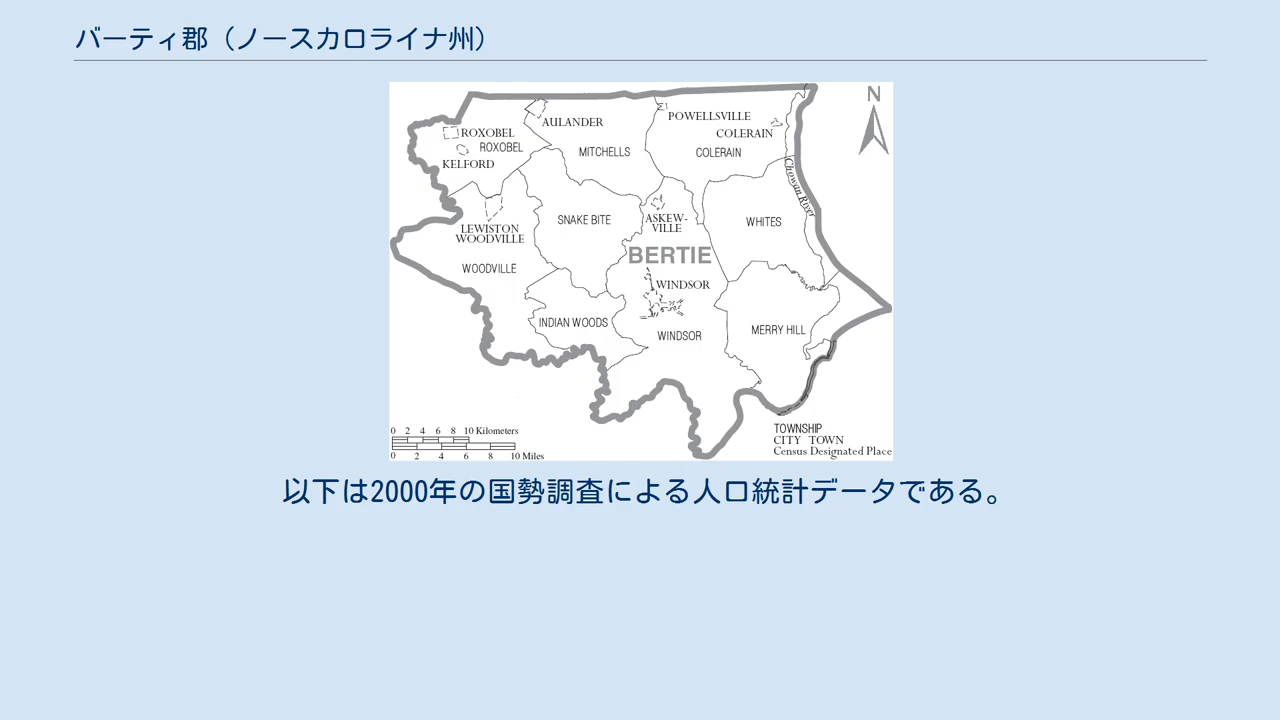 バーティ郡（ノースカロライナ州）
N
POWELLSVILLE
AULANDER
COLERAIN
ROXOBEL
ROXOBEL
MITCHELLS
COLERAIN
KELFORD
Chowan River
SNAKE BITE
ASKEW-
VILLE
WHITES
LEWISTON
WOODVILLE
BERTIE
WOODVILLE
WINDSOR
INDIAN WOODS
WINDSOR
MERRY HILL
0 2 4 6 8 10 Kilometers
0 2 4 6 10 Miles
TOWNSHIP
CITY TOWN
Census Designated Place
以下は2000年の国勢調査による人口統計データである。